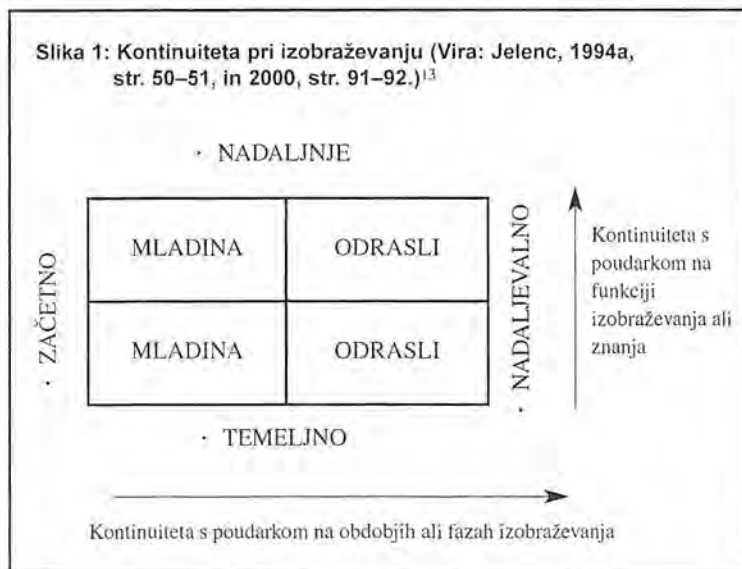 Slika 1: Kontinuiteta pri izobraževanju (Vira: Jelenc, 1994a,
str. 50–51, in 2000, str. 91–92.)¹³
· NADALJNJE
· ZAČETNO
MLADINA ODRASLI
MLADINA ODRASLI
· NADALJEVALNO
Kontinuiteta s
poudarkom na
funkciji
izobraževanja ali
znanja
· TEMELJNO
Kontinuiteta s poudarkom na obdobjih ali fazah izobraževanja